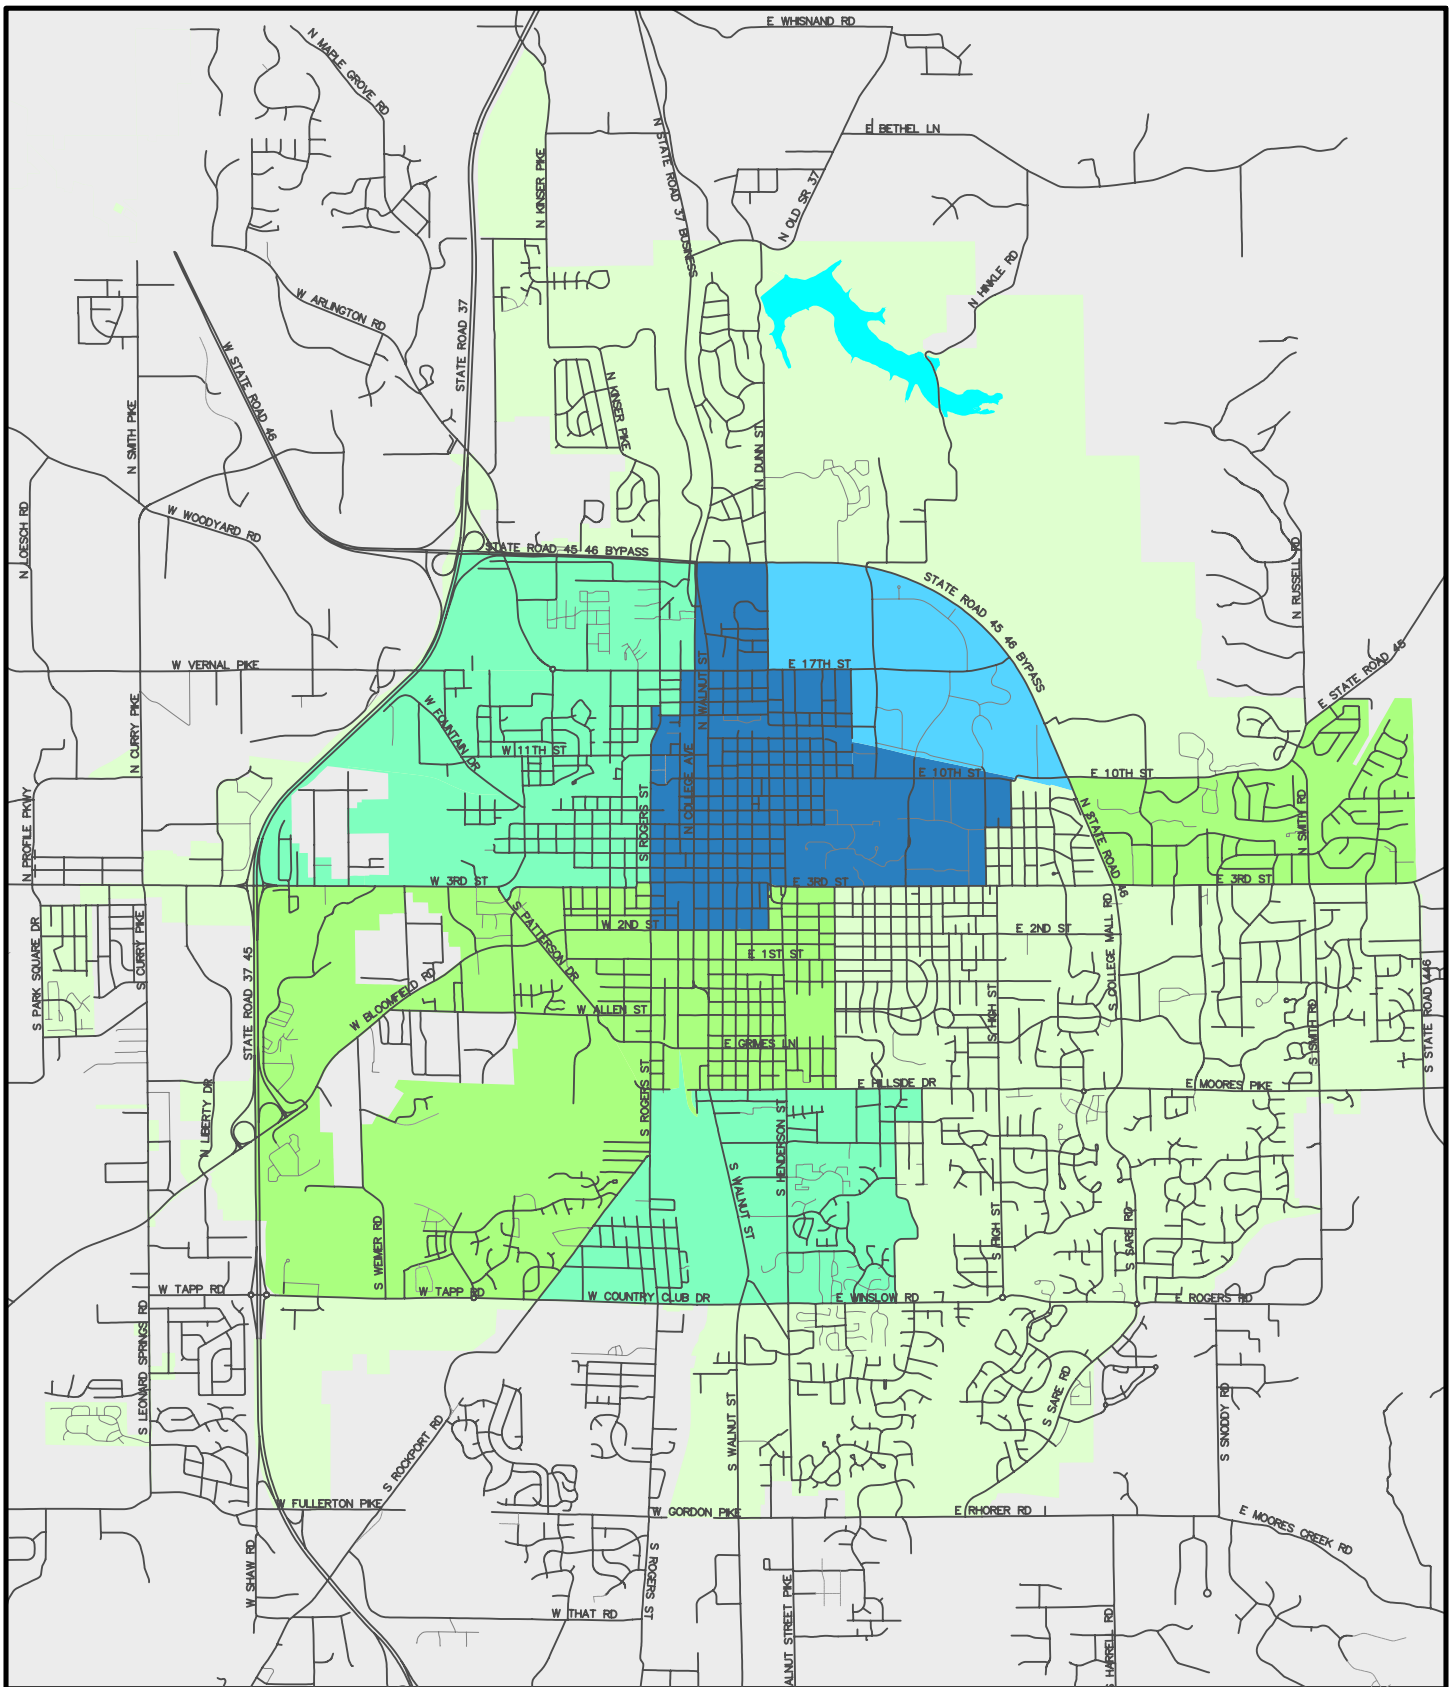 E WHISNAND RD
N MAPLE GROVE RD
N STATE ROAD 37 BUSINESS
E BETHEL LN
N KINSER PIKE
N OLD SR 37
N HINKLE RD
W ARLINGTON RD
STATE ROAD 37
W STATE ROAD 46
N SMITH PIKE
N KINSER PIKE
N DUNN ST
N LOESCH RD
W WOODYARD RD
STATE ROAD 45 46 BYPASS
STATE ROAD 45 46 BYPASS
N RUSSELL RD
W VERNAL PIKE
E 17TH ST
E STATE ROAD 45
N WALNUT ST
W FOUNTAIN DR
N CURRY PIKE
W 11TH ST
N COLLEGE AVE
E 10TH ST
E 10TH ST
N PROFILE PKWY
S ROGERS ST
N STATE ROAD 46
N SMITH RD
W 3RD ST
E 3RD ST
E 3RD ST
S PARK SQUARE DR
S CURRY PIKE
S PATTERSON DR
W 2ND ST
E 2ND ST
S COLLEGE MALL RD
E 1ST ST
STATE ROAD 37 45
W BLOOMFIELD RD
W ALLEN ST
S HIGH ST
S SMITH RD
S STATE ROAD 446
E GRIMES LN
N LIBERTY DR
S ROGERS ST
E HILLSIDE DR
E MOORES PIKE
S HENDERSON ST
S WALNUT ST
S WEIMER RD
S HIGH ST
S SARE RD
W TAPP RD
W TAPP RD
W COUNTRY CLUB DR
E WINSLOW RD
E ROGERS RD
S LEONARD SPRINGS RD
S SARE RD
S SNODDY RD
S ROCKPORT RD
S WALNUT ST
W FULLERTON PIKE
W GORDON PIKE
E RHORER RD
E MOORES CREEK RD
W SHAW RD
S ROGERS ST
W THAT RD
ALNUT STREET PIKE
S HARRELL RD